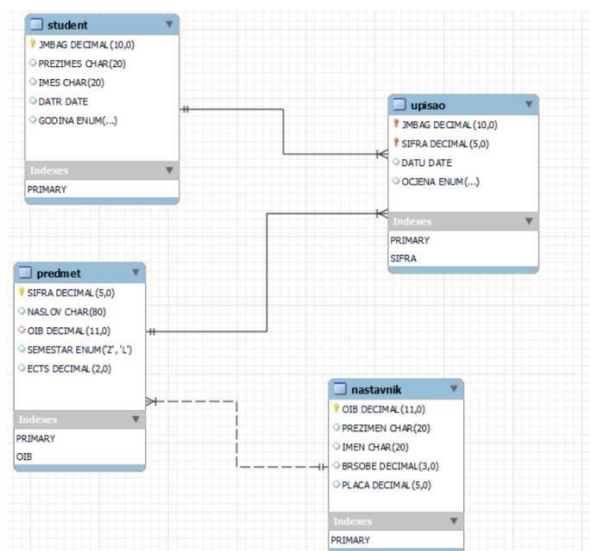 student
JMBAG DECIMAL(10,0)
PREZIMES CHAR(20)
IMES CHAR(20)
DATR DATE
GODINA ENUM(...)
Indexes
PRIMARY
upisao
JMBAG DECIMAL(10,0)
SIFRA DECIMAL(5,0)
DATU DATE
OCJENA ENUM(...)
Indexes
PRIMARY
SIFRA
predmet
SIFRA DECIMAL(5,0)
NASLOV CHAR(80)
OIB DECIMAL(11,0)
SEMESTAR ENUM('Z', 'L')
ECTS DECIMAL(2,0)
Indexes
PRIMARY
OIB
nastavnik
OIB DECIMAL(11,0)
PREZIMEN CHAR(20)
IMEN CHAR(20)
BRSOBE DECIMAL(3,0)
PLACA DECIMAL(5,0)
Indexes
PRIMARY